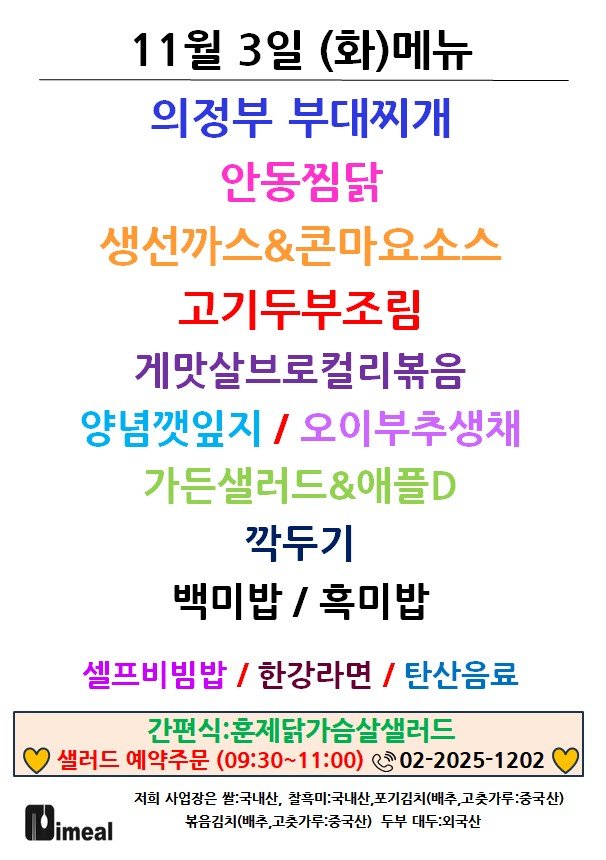 11월 3일 (화)메뉴
의정부 부대찌개
안동찜닭
생선까스&콘마요소스
고기두부조림
게맛살브로컬리볶음
양념깻잎지 / 오이부추생채
가든샐러드&애플D
깍두기
백미밥 / 흑미밥
셀프비빔밥 / 한강라면 / 탄산음료
간편식:훈제닭가슴살샐러드
샐러드 예약주문 (09:30~11:00) 02-2025-1202
저희 사업장은 쌀:국내산, 찰흑미:국내산,포기김치(배추,고춧가루:중국산)
볶음김치(배추,고춧가루:중국산) 두부 대두:외국산
Dimeal